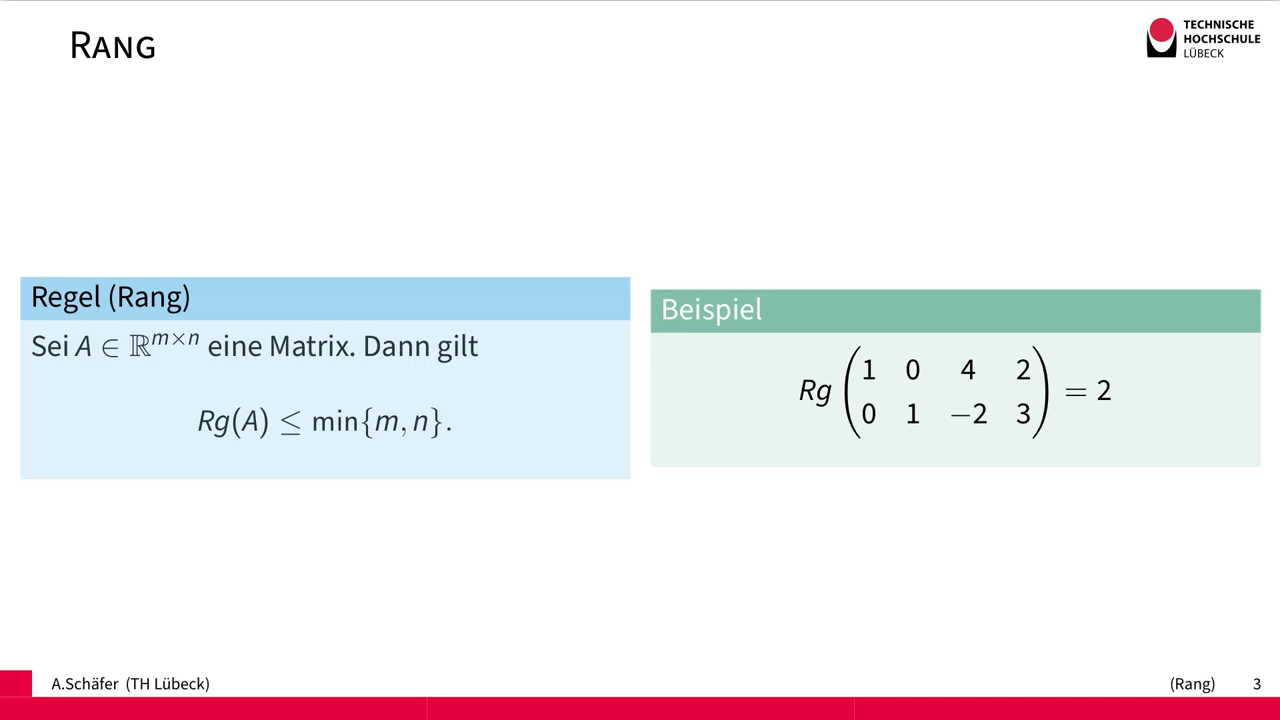 RANG
TECHNISCHE
HOCHSCHULE
LÜBECK
Regel (Rang)
Sei A ∈ ℝ^{m×n} eine Matrix. Dann gilt
Rg(A) ≤ min{m, n}.
Beispiel
Rg ( 1 0 4 2 ) = 2
( 0 1 −2 3 )
A.Schäfer (TH Lübeck)
(Rang) 3